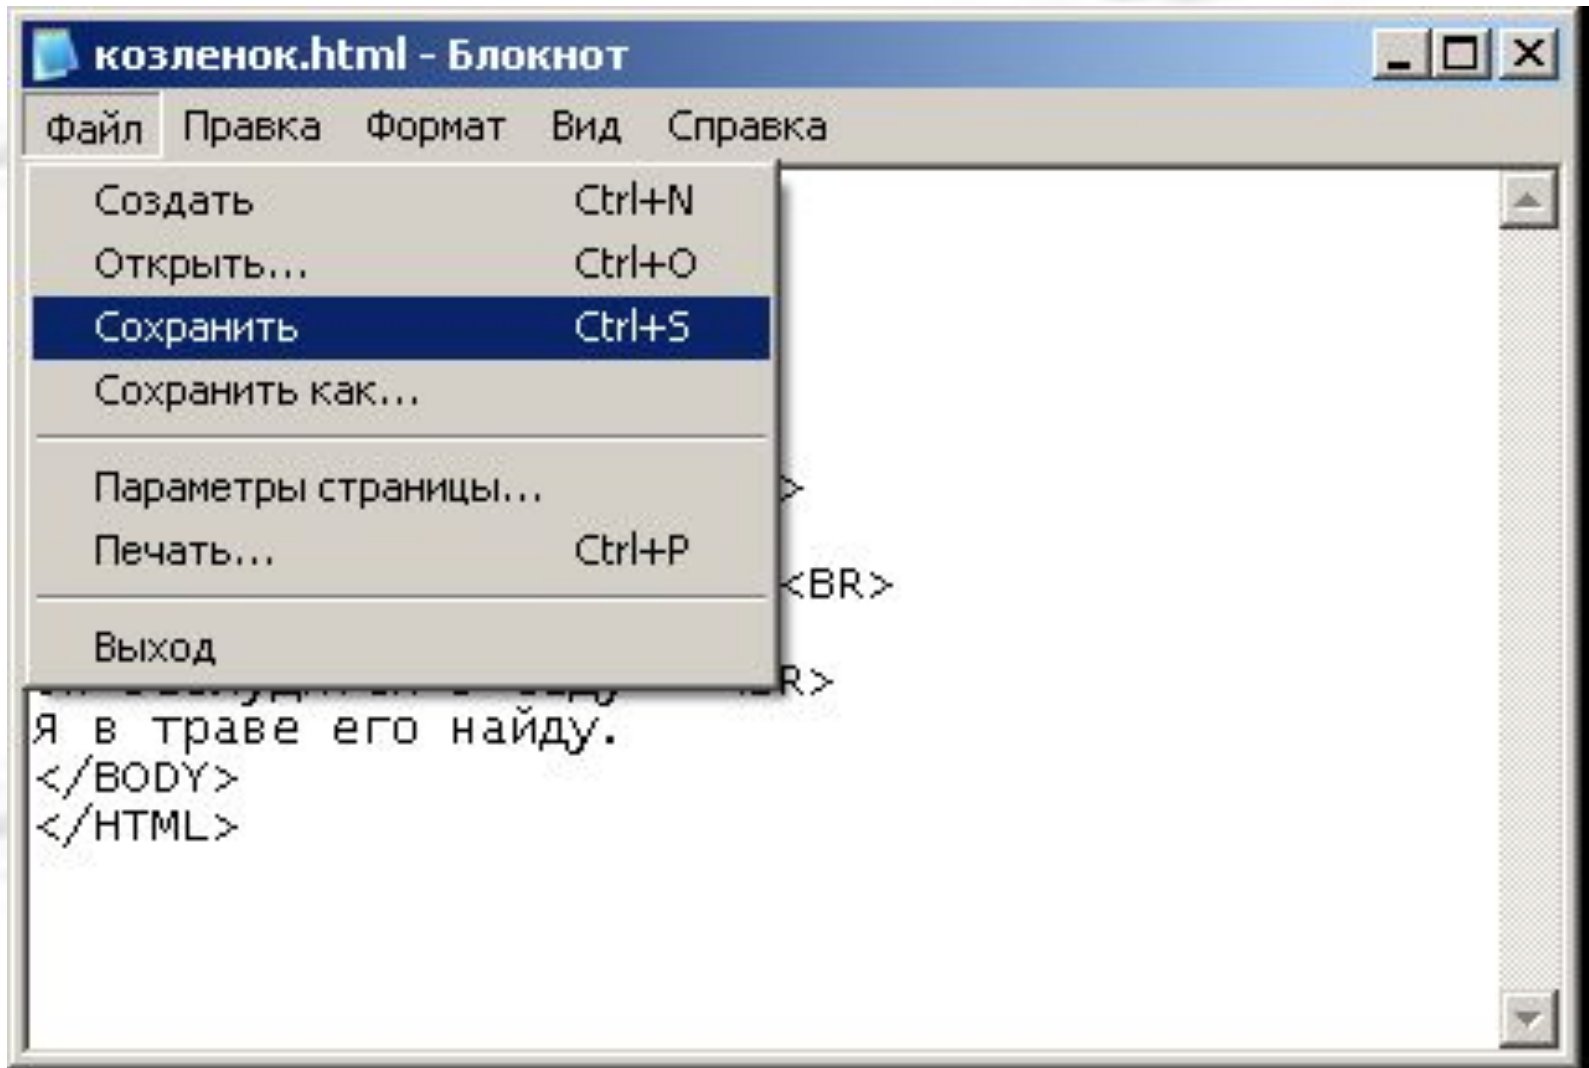 козленок.html - Блокнот
Файл Правка Формат Вид Справка
Создать Ctrl+N
Открыть... Ctrl+O
Сохранить Ctrl+S
Сохранить как...
Параметры страницы...
>
Печать... Ctrl+P
<BR>
Выход
R>
Я в траве его найду.
</BODY>
</HTML>